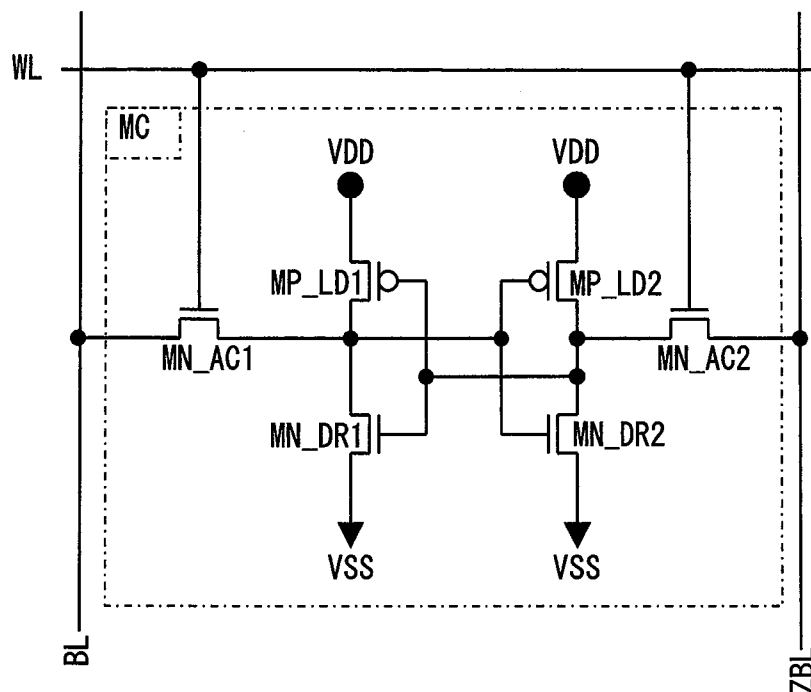 WL
MC
VDD
VDD
MP_LD1
MP_LD2
MN_AC1
MN_AC2
MN_DR1
MN_DR2
VSS
VSS
BL
ZBL